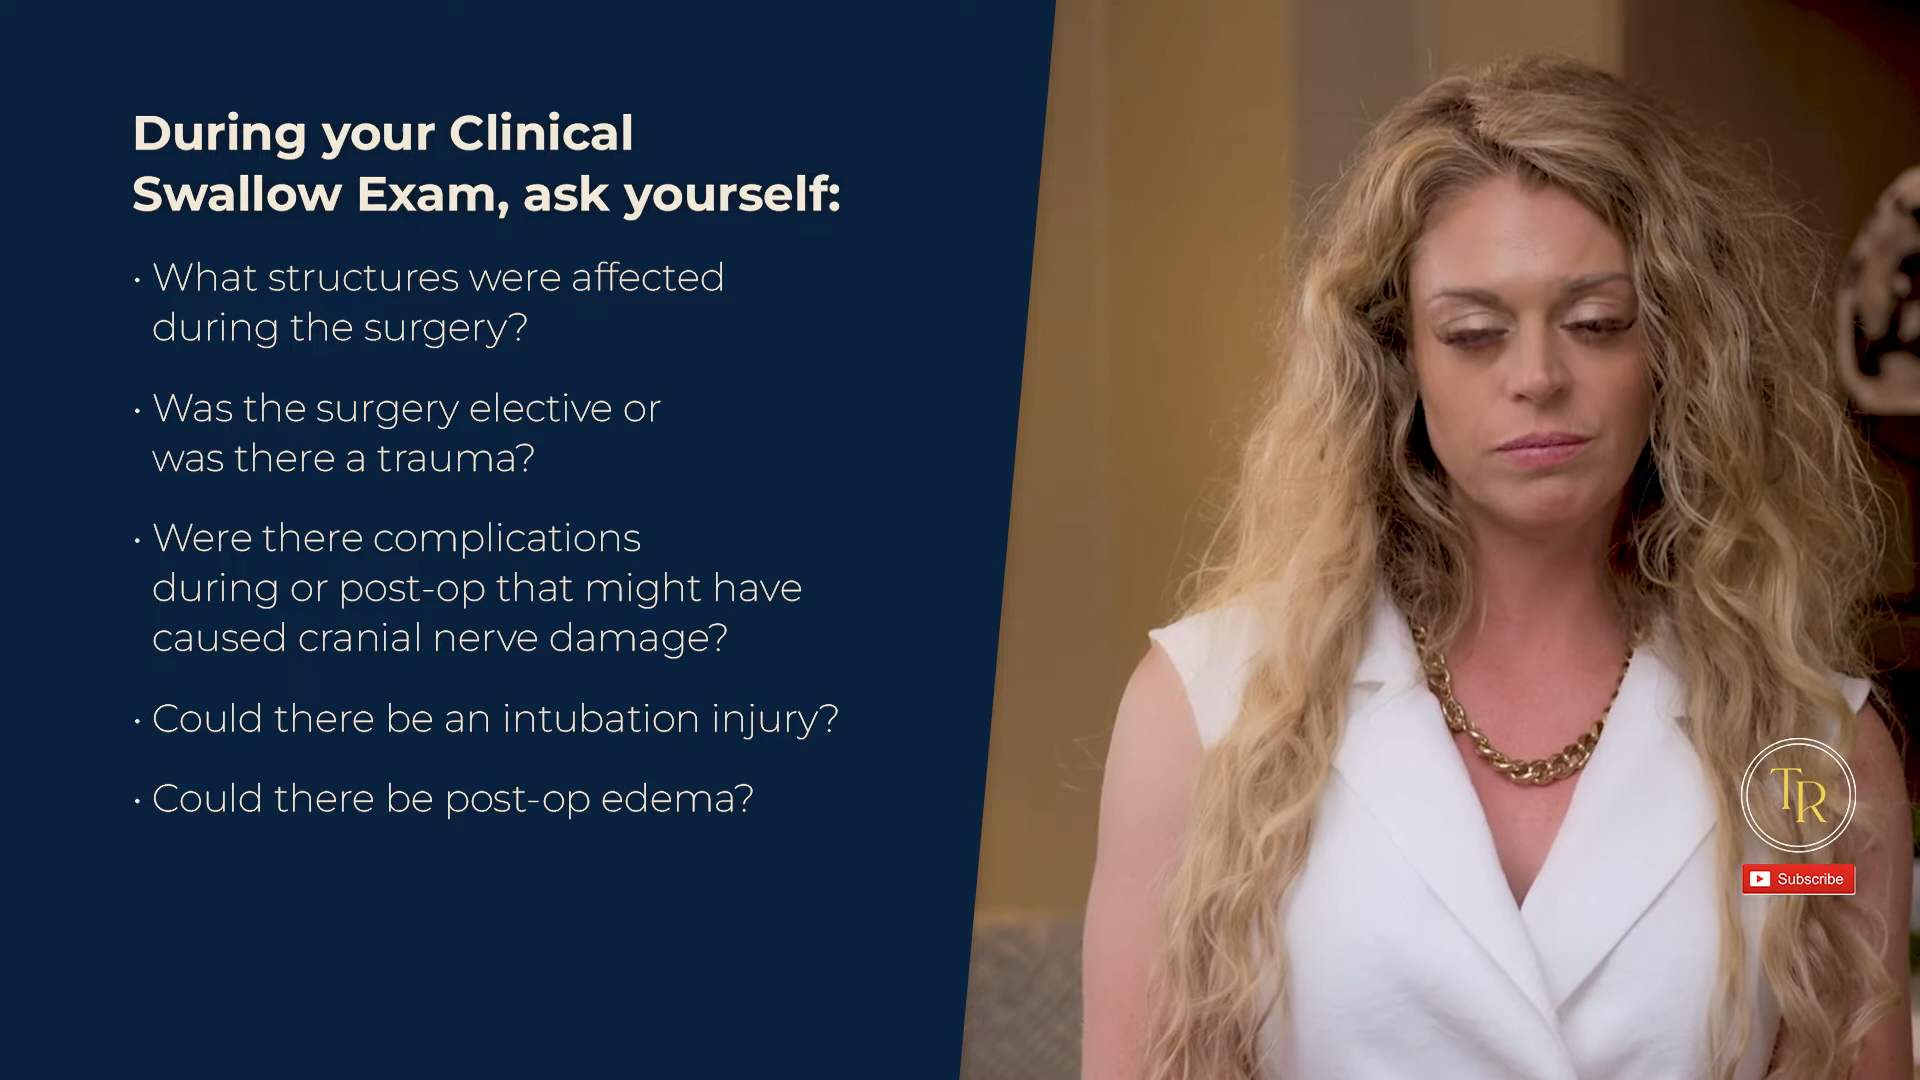 During your Clinical
Swallow Exam, ask yourself:
• What structures were affected
during the surgery?
• Was the surgery elective or
was there a trauma?
• Were there complications
during or post-op that might have
caused cranial nerve damage?
• Could there be an intubation injury?
• Could there be post-op edema?
TR
Subscribe